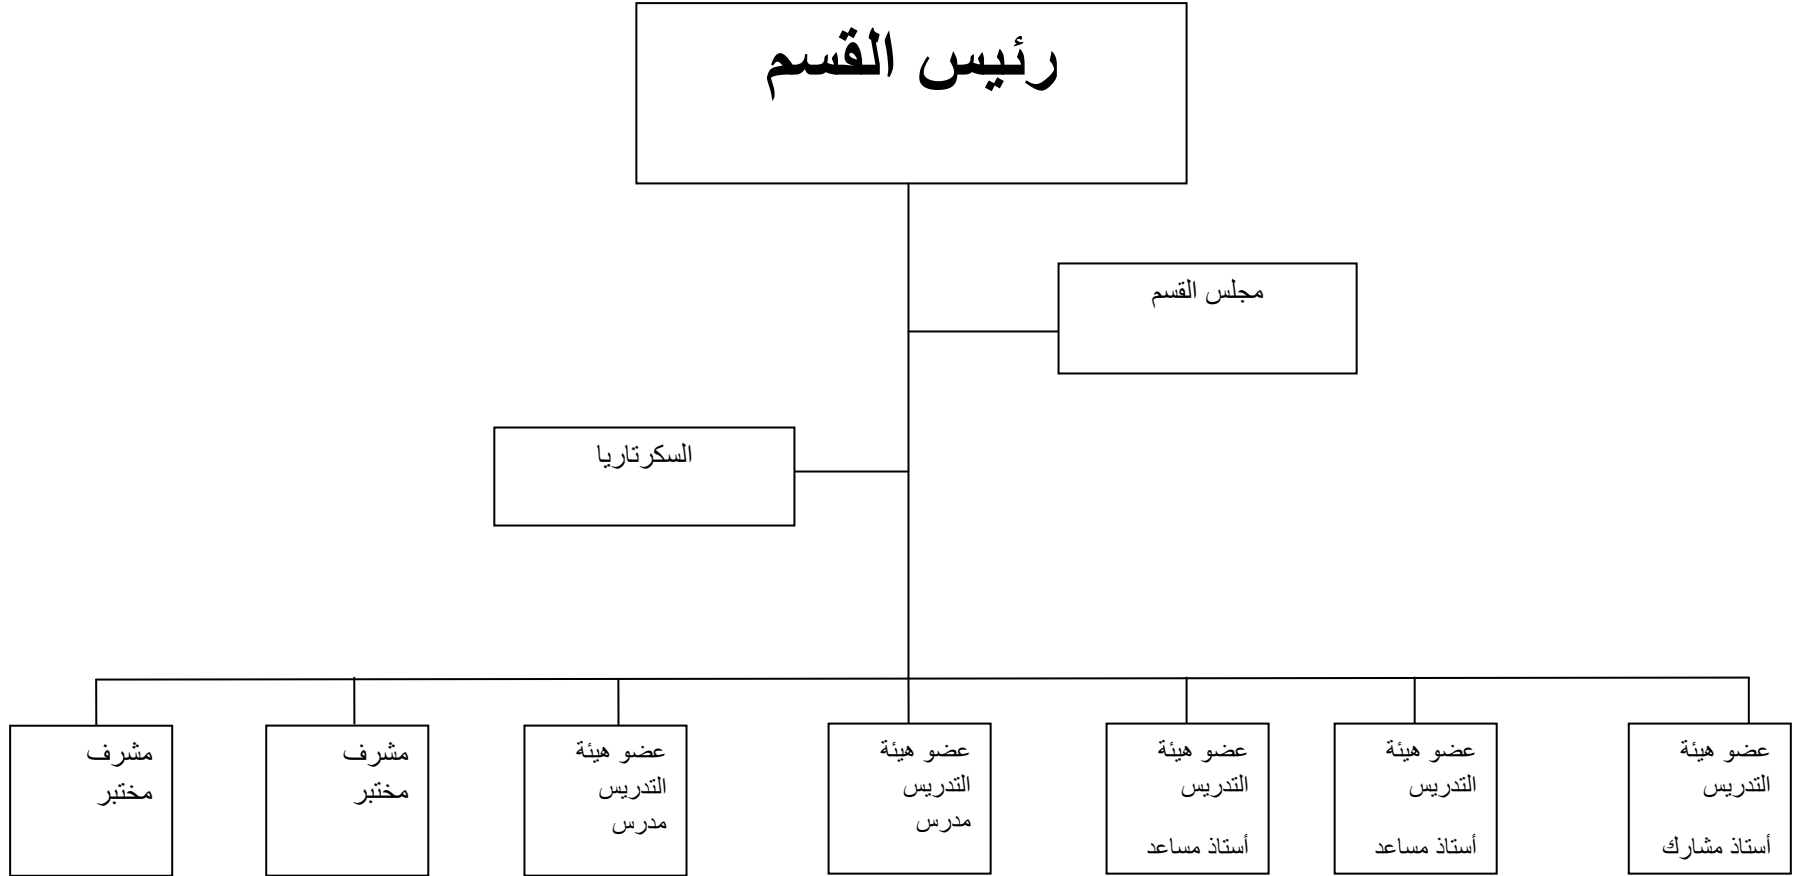 رئيس القسم
مجلس القسم
السكرتاريا
عضو هيئة
التدريس
أستاذ مشارك
عضو هيئة
التدريس
أستاذ مساعد
عضو هيئة
التدريس
أستاذ مساعد
عضو هيئة
التدريس
مدرس
عضو هيئة
التدريس
مدرس
مشرف
مختبر
مشرف
مختبر